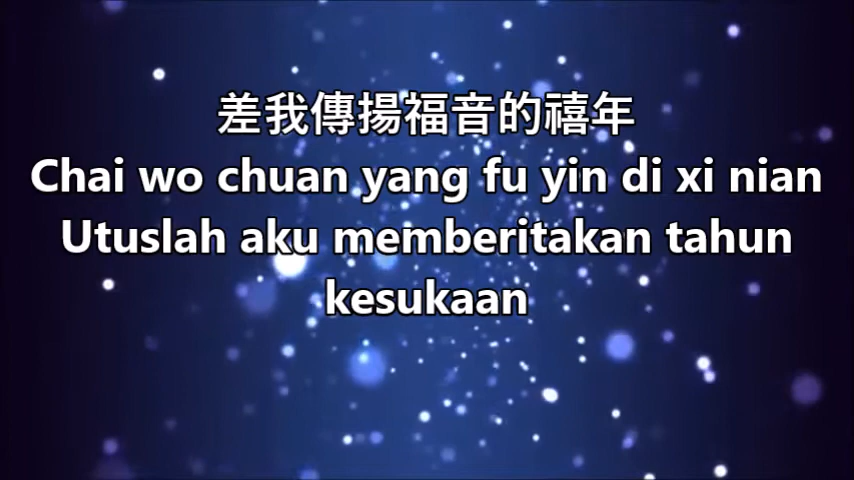 差我傳揚福音的禧年
Chai wo chuan yang fu yin di xi nian
Utuslah aku memberitakan tahun
kesukaan